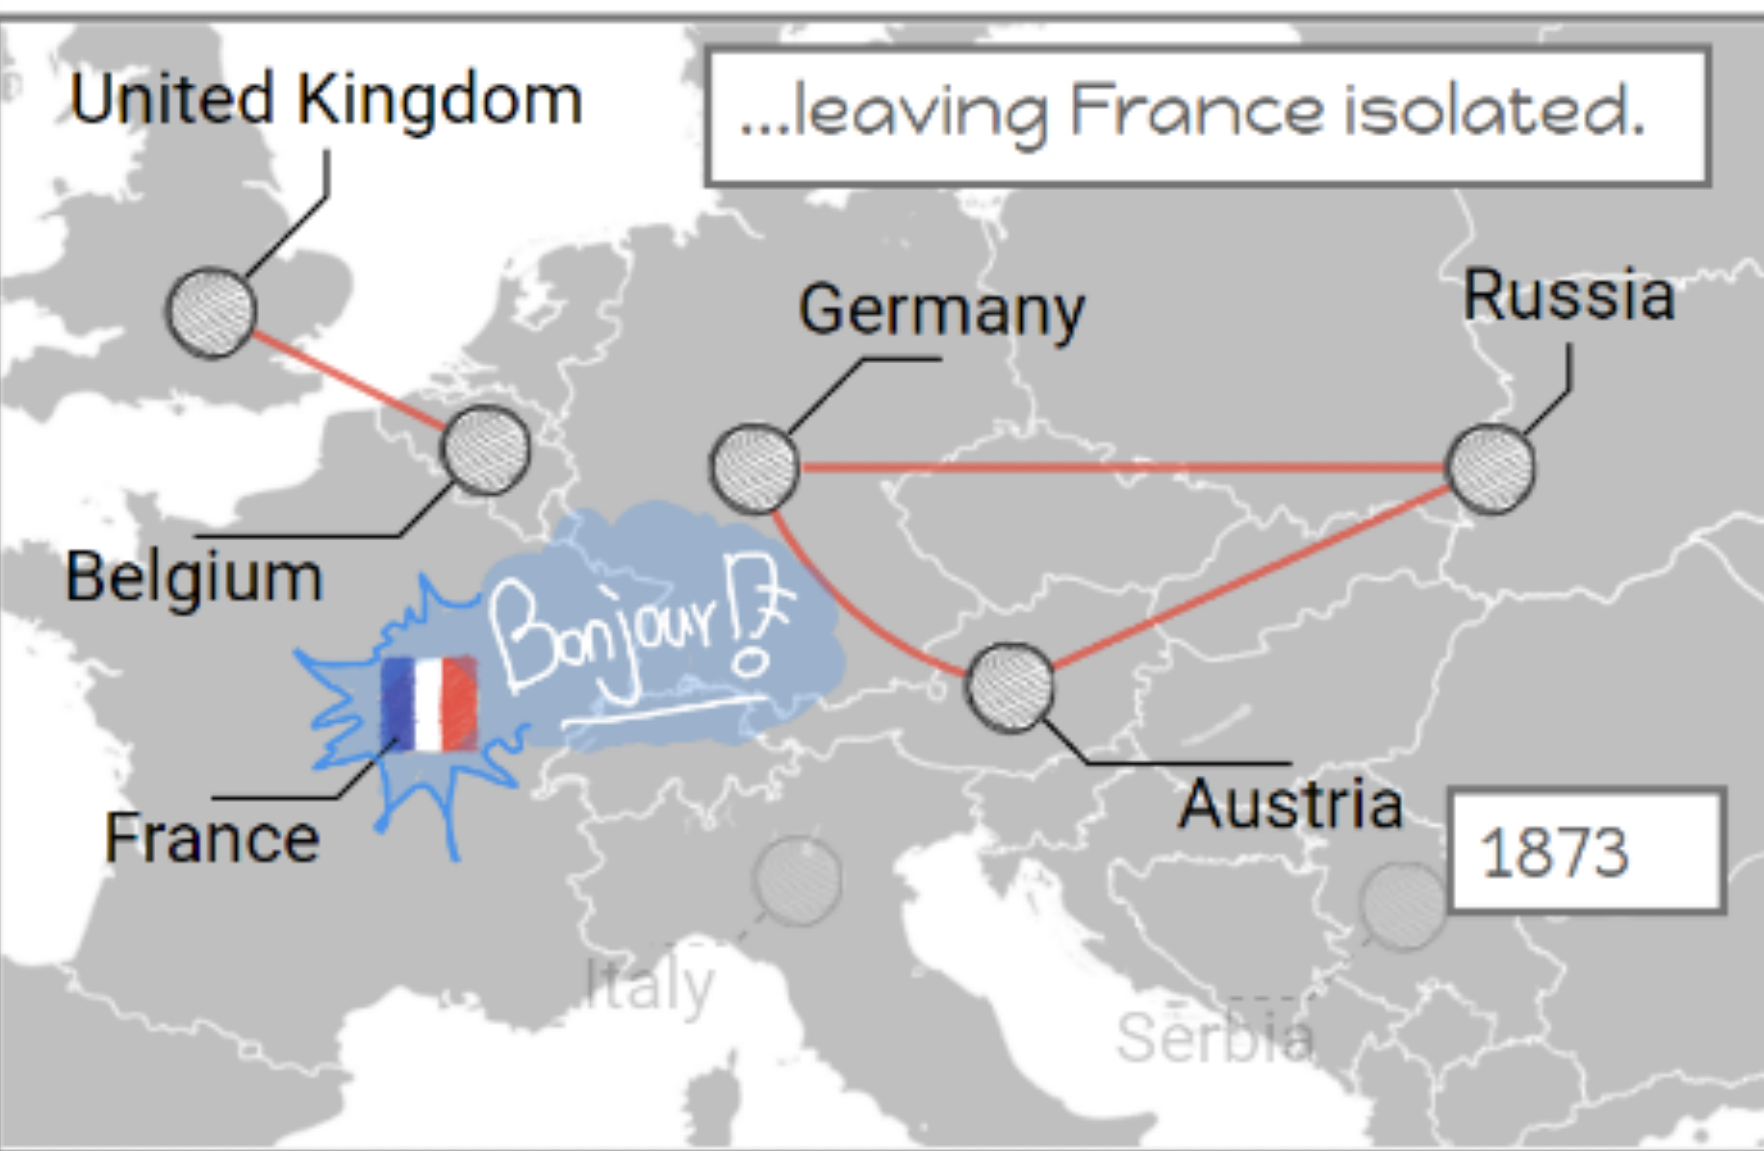 United Kingdom
...leaving France isolated.
Germany
Russia
Belgium
Bonjour!?
France
Austria
1873
Italy
Serbia